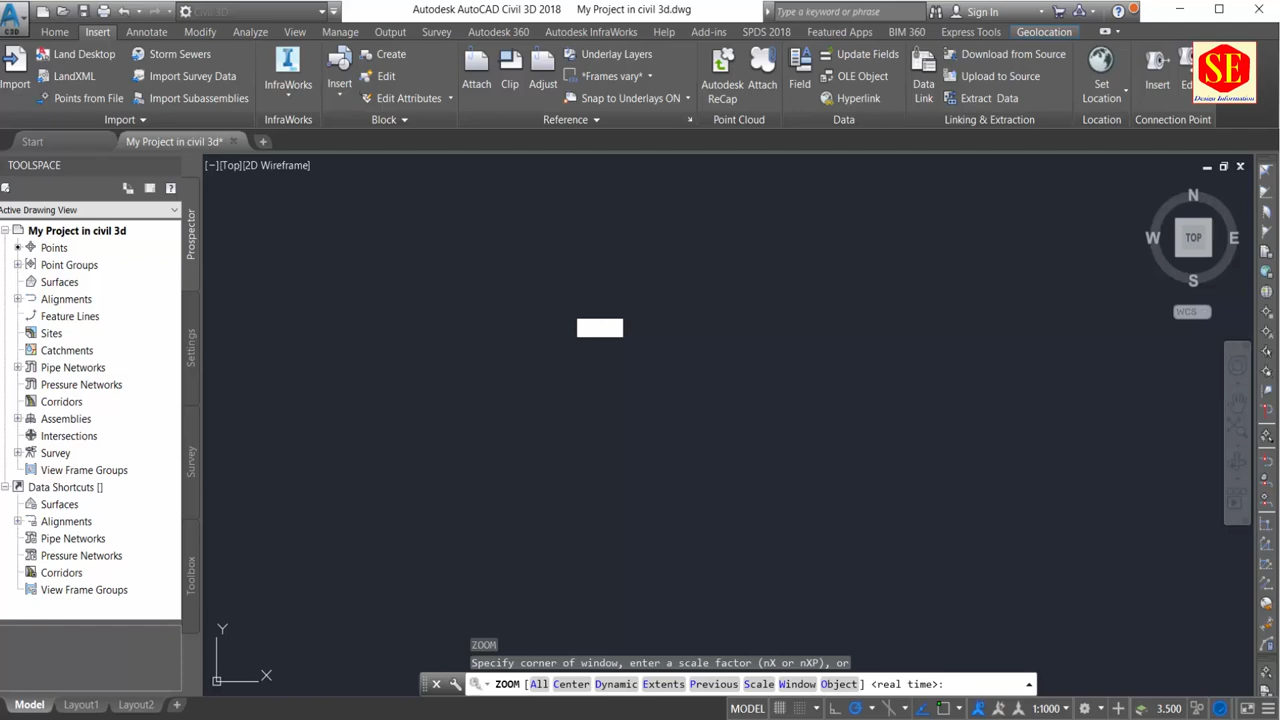 Civil 3D
Autodesk AutoCAD Civil 3D 2018 My Project in civil 3d.dwg
Type a keyword or phrase
Sign In
C3D
Home Insert Annotate Modify Analyze View Manage Output Survey Autodesk 360 Autodesk InfraWorks Help Add-ins SPDS 2018 Featured Apps BIM 360 Express Tools Geolocation
Import
Land Desktop
LandXML
Points from File
Storm Sewers
Import Survey Data
Import Subassemblies
Import
InfraWorks
InfraWorks
Insert
Create
Edit
Edit Attributes
Block
Attach
Clip
Adjust
Underlay Layers
*Frames vary*
Snap to Underlays ON
Reference
Autodesk
ReCap
Attach
Point Cloud
Field
Update Fields
OLE Object
Hyperlink
Data
Data
Link
Download from Source
Upload to Source
Extract Data
Linking & Extraction
Set
Location
Location
Insert
Connection Point
SE
Design Information
Start
My Project in civil 3d*
TOOLSPACE
Active Drawing View
My Project in civil 3d
Points
Point Groups
Surfaces
Alignments
Feature Lines
Sites
Catchments
Pipe Networks
Pressure Networks
Corridors
Assemblies
Intersections
Survey
View Frame Groups
Data Shortcuts []
Surfaces
Alignments
Pipe Networks
Pressure Networks
Corridors
View Frame Groups
Prospector
Settings
Survey
Toolbox
[−][Top][2D Wireframe]
N
W TOP E
S
WCS
Y
X
ZOOM
Specify corner of window, enter a scale factor (nX or nXP), or
ZOOM [All Center Dynamic Extents Previous Scale Window Object] <real time>:
Model Layout1 Layout2
MODEL
1:1000
3.500